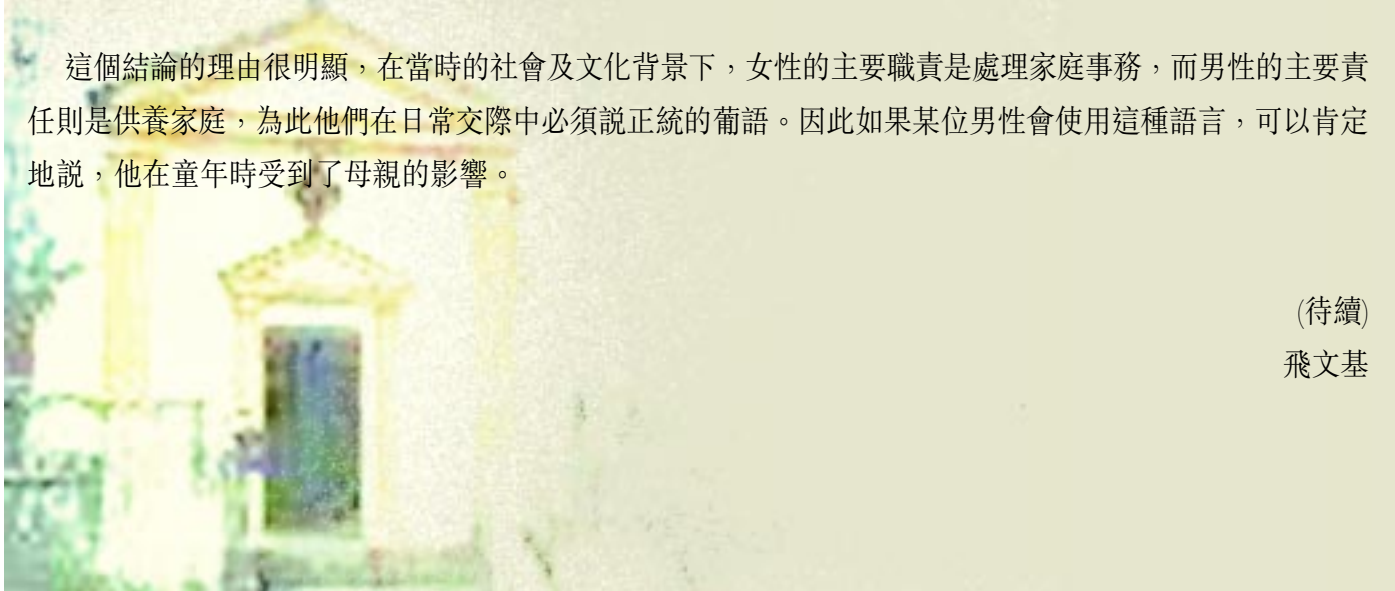 這個結論的理由很明顯，在當時的社會及文化背景下，女性的主要職責是處理家庭事務，而男性的主要責
任則是供養家庭，為此他們在日常交際中必須説正統的葡語。因此如果某位男性會使用這種語言，可以肯定
地説，他在童年時受到了母親的影響。
(待續)
飛文基